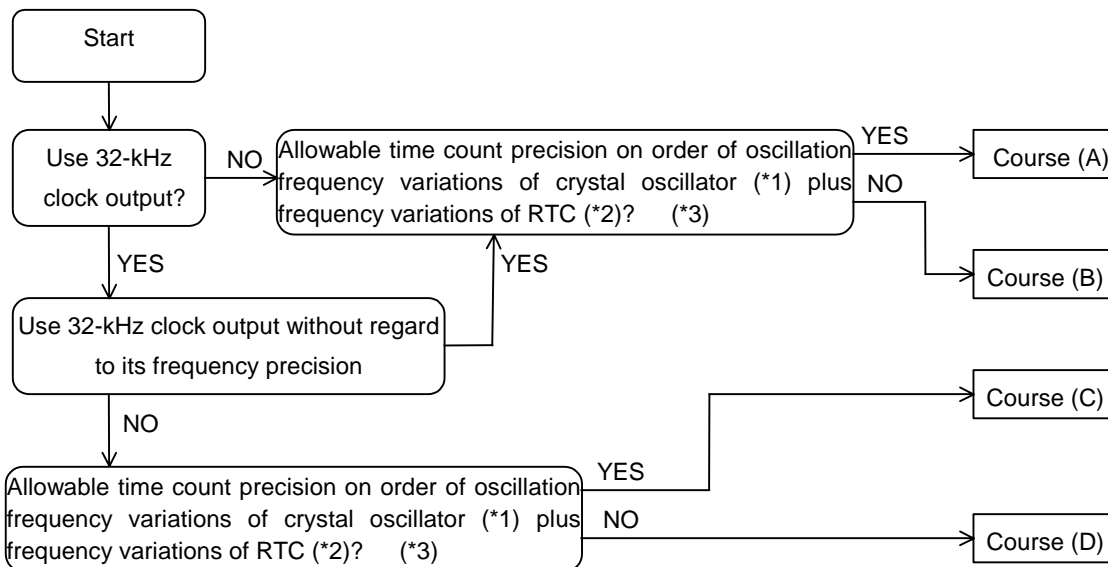 Start
Use 32-kHz
clock output?
NO
Allowable time count precision on order of oscillation
frequency variations of crystal oscillator (*1) plus
frequency variations of RTC (*2)? (*3)
YES
Course (A)
NO
Course (B)
YES
YES
Use 32-kHz clock output without regard
to its frequency precision
Course (C)
NO
Allowable time count precision on order of oscillation
frequency variations of crystal oscillator (*1) plus
frequency variations of RTC (*2)? (*3)
YES
NO
Course (D)